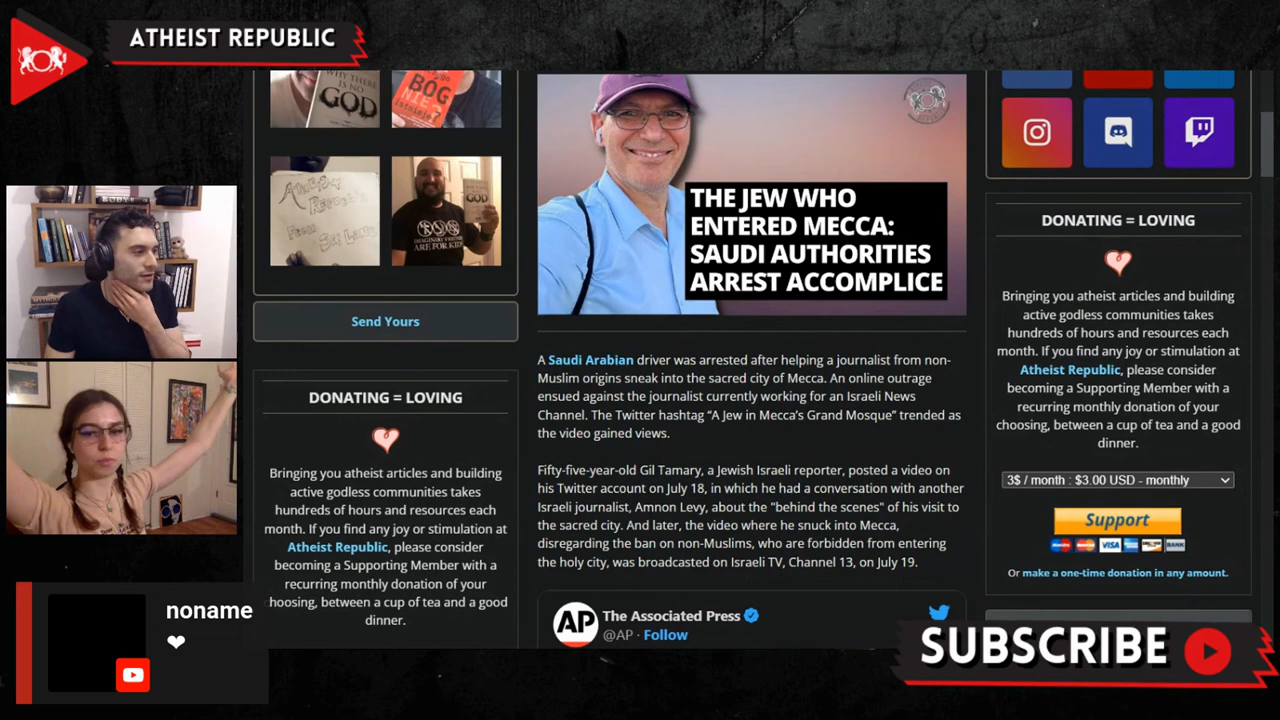 ATHEIST REPUBLIC
WHY THERE
IS NO
GOD
BÓG
istnieje?
GOD
IMAGINARY FRIENDS
ARE FOR KIDS
Send Yours
DONATING = LOVING
Bringing you atheist articles and building
active godless communities takes
hundreds of hours and resources each
month. If you find any joy or stimulation at
Atheist Republic, please consider
becoming a Supporting Member with a
recurring monthly donation of your
choosing, between a cup of tea and a good
dinner.
THE JEW WHO
ENTERED MECCA:
SAUDI AUTHORITIES
ARREST ACCOMPLICE
A Saudi Arabian driver was arrested after helping a journalist from non-
Muslim origins sneak into the sacred city of Mecca. An online outrage
ensued against the journalist currently working for an Israeli News
Channel. The Twitter hashtag “A Jew in Mecca’s Grand Mosque” trended as
the video gained views.
Fifty-five-year-old Gil Tamary, a Jewish Israeli reporter, posted a video on
his Twitter account on July 18, in which he had a conversation with another
Israeli journalist, Amnon Levy, about the "behind the scenes" of his visit to
the sacred city. And later, the video where he snuck into Mecca,
disregarding the ban on non-Muslims, who are forbidden from entering
the holy city, was broadcasted on Israeli TV, Channel 13, on July 19.
AP
The Associated Press
@AP · Follow
DONATING = LOVING
Bringing you atheist articles and building
active godless communities takes
hundreds of hours and resources each
month. If you find any joy or stimulation at
Atheist Republic, please consider
becoming a Supporting Member with a
recurring monthly donation of your
choosing, between a cup of tea and a good
dinner.
3$ / month : $3.00 USD - monthly
Support
VISA
BANK
Or make a one-time donation in any amount.
noname
❤
SUBSCRIBE